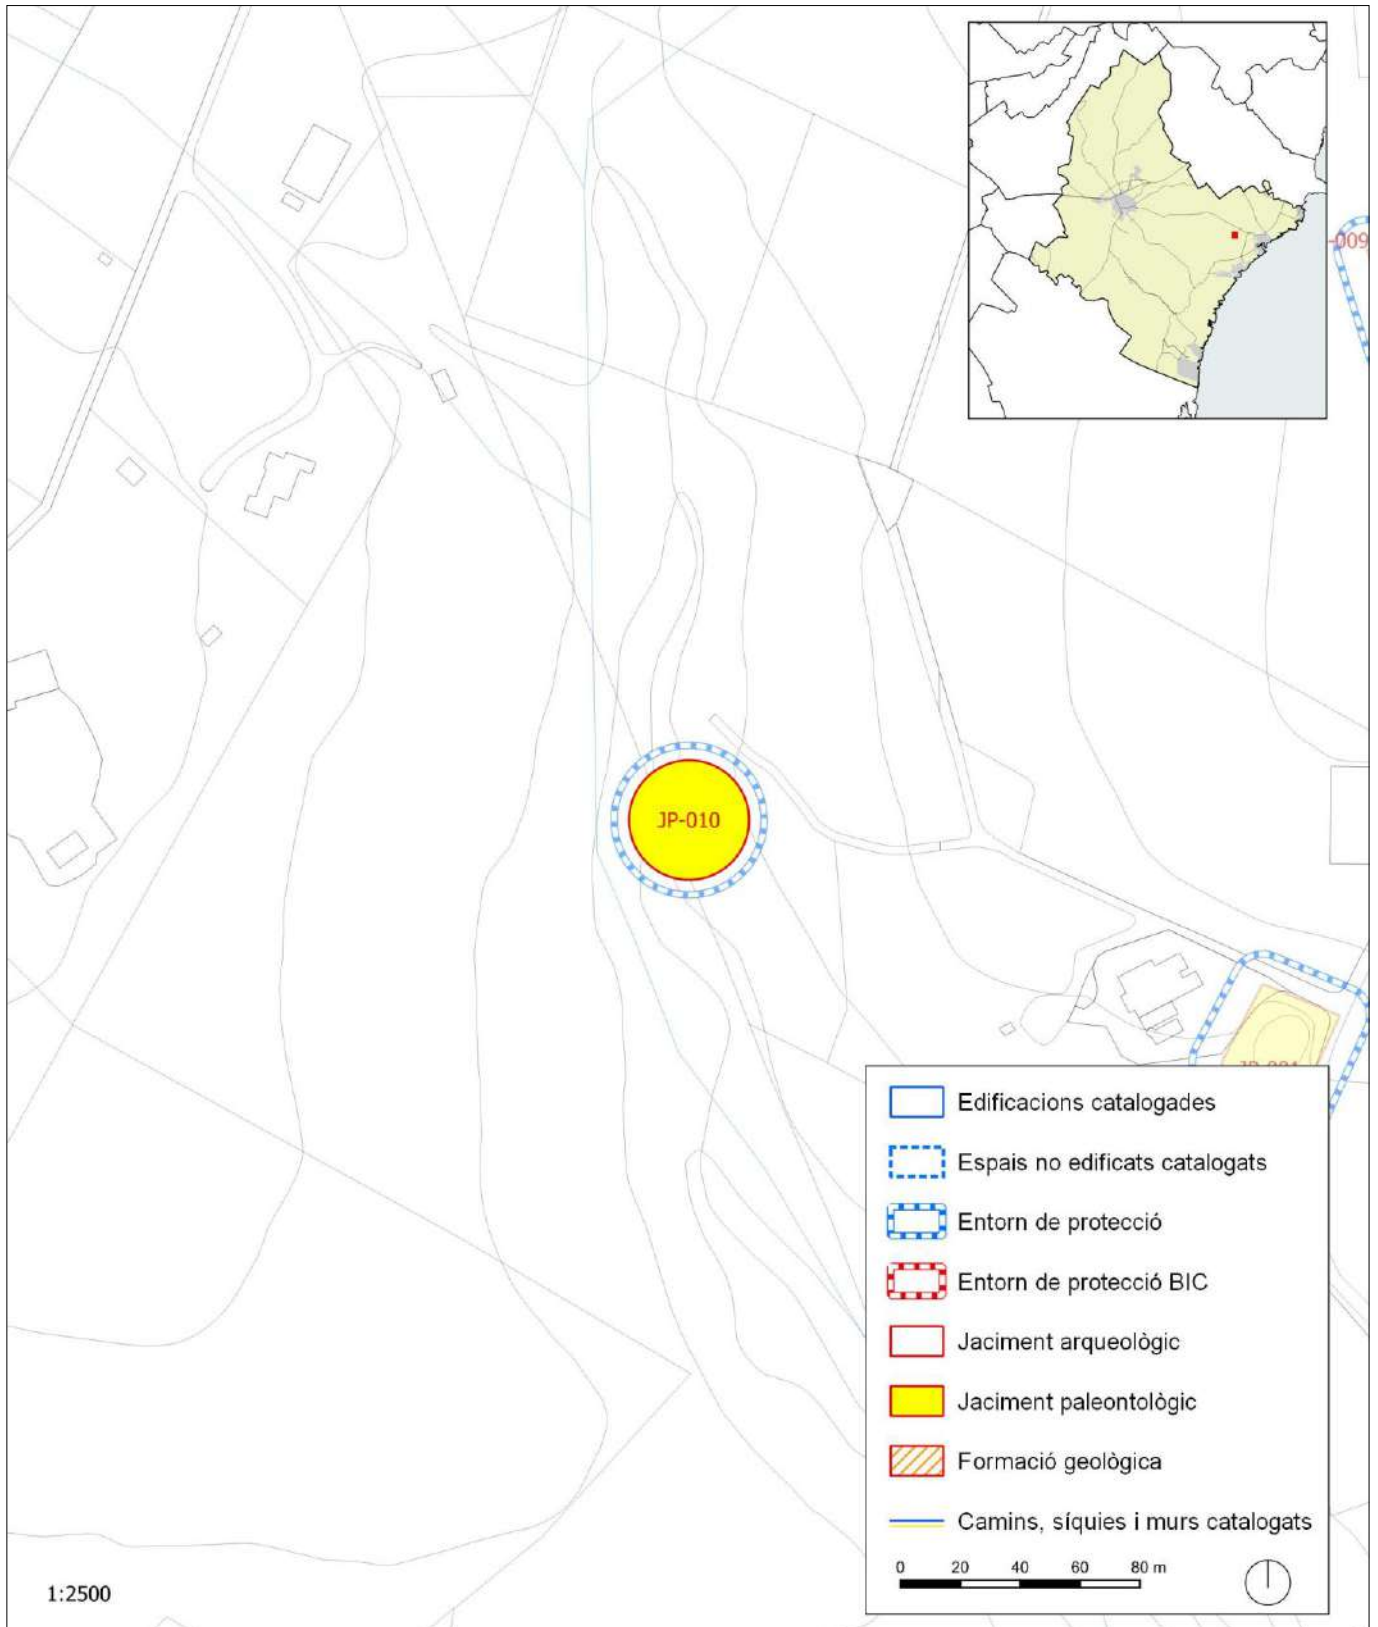 -009
JP-010
Edificacions catalogades
Espais no edificats catalogats
Entorn de protecció
Entorn de protecció BIC
Jaciment arqueològic
Jaciment paleontològic
Formació geològica
Camins, síquies i murs catalogats
0 20 40 60 80 m
1:2500